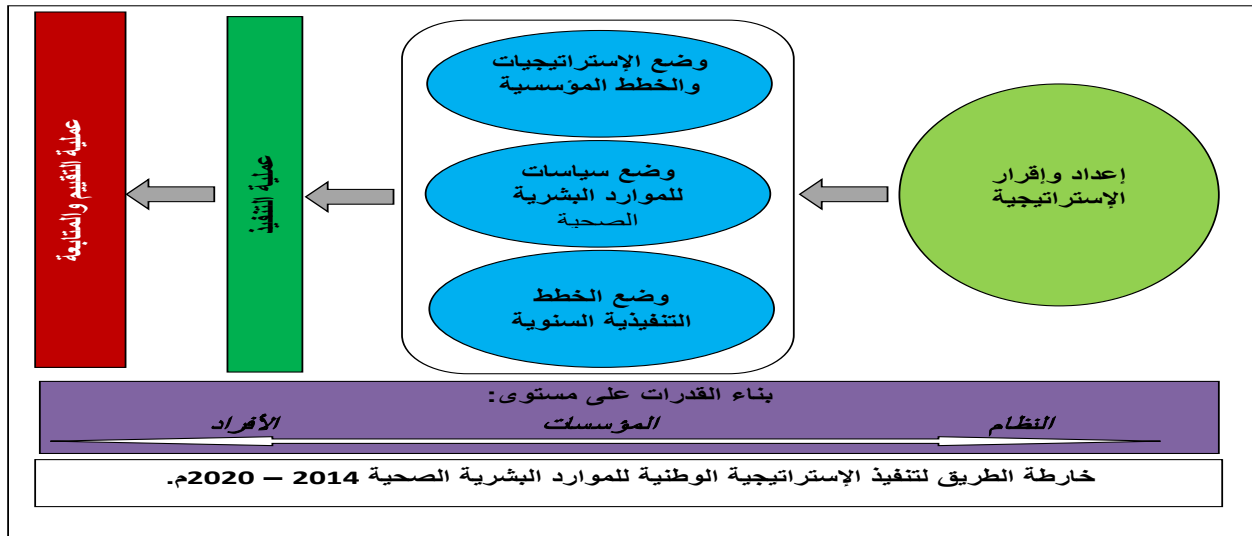 إعداد وإقرار
الإستراتيجية
وضع الإستراتيجيات
والخطط المؤسسية
وضع سياسات
للموارد البشرية
الصحية
وضع الخطط
التنفيذية السنوية
عملية التنفيذ
عملية التقييم والمتابعة
بناء القدرات على مستوى:
النظام المؤسسات الأفراد
خارطة الطريق لتنفيذ الإستراتيجية الوطنية للموارد البشرية الصحية 2014 – 2020م.